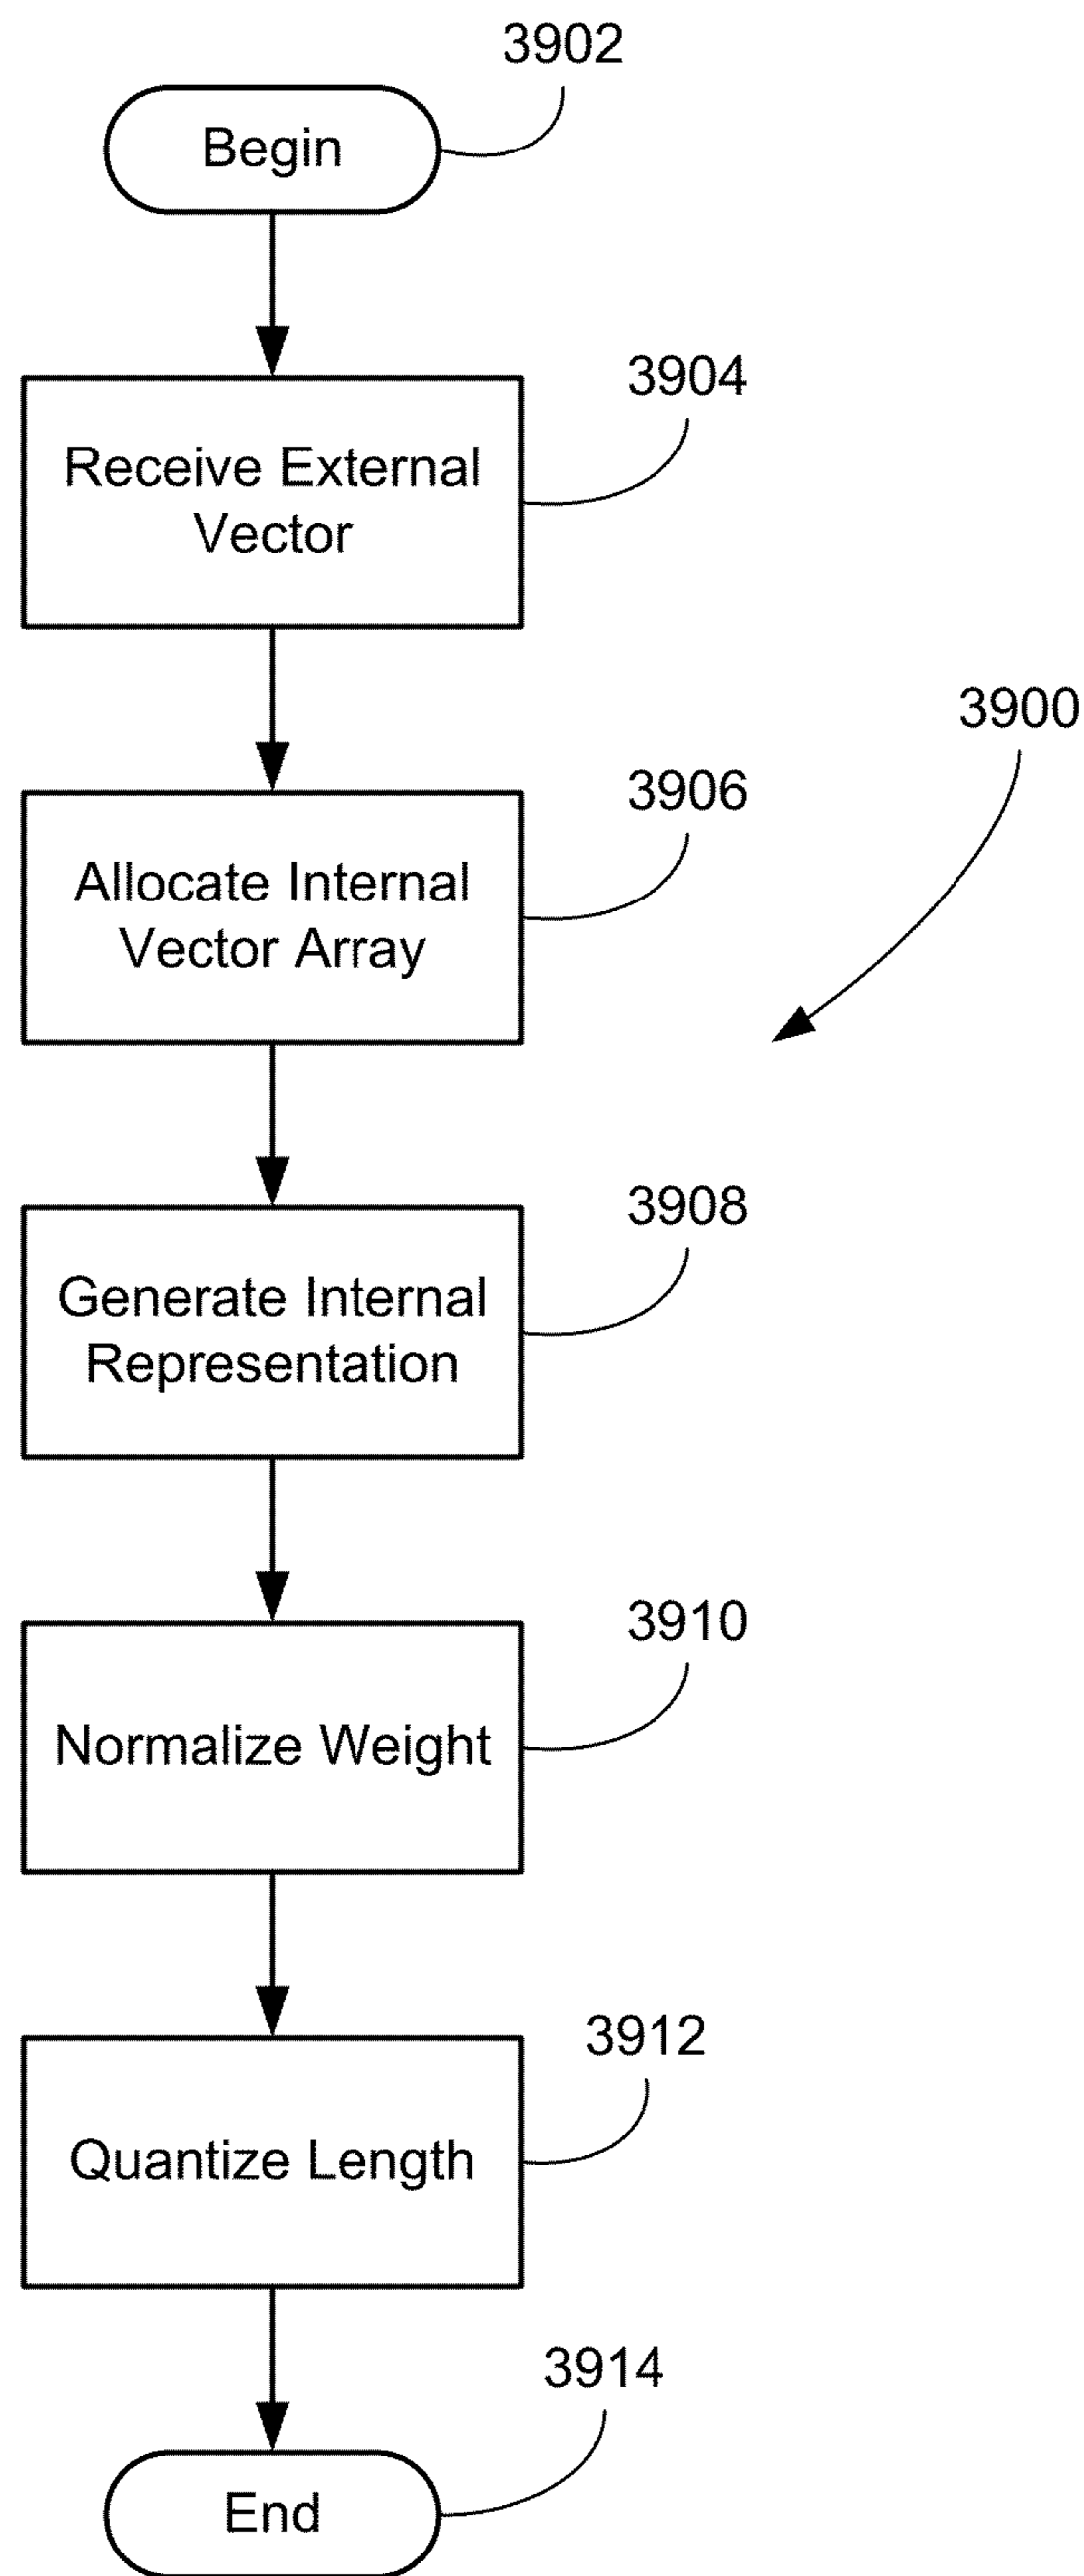 3902
Begin
3904
Receive External
Vector
3900
3906
Allocate Internal
Vector Array
3908
Generate Internal
Representation
3910
Normalize Weight
3912
Quantize Length
3914
End